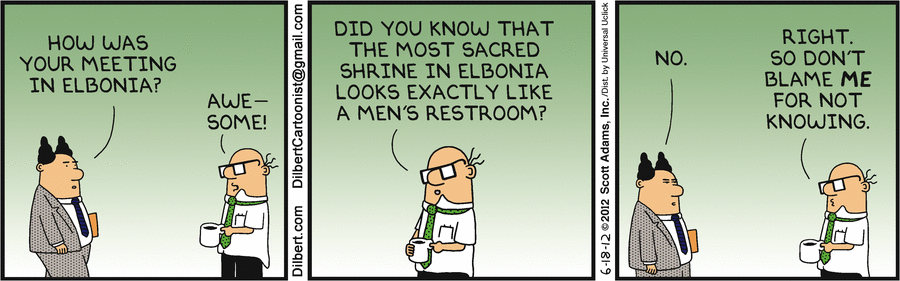 HOW WAS
YOUR MEETING
IN ELBONIA?
AWE-
SOME!
DilbertCartoonist@gmail.com
Dilbert.com
DID YOU KNOW THAT
THE MOST SACRED
SHRINE IN ELBONIA
LOOKS EXACTLY LIKE
A MEN'S RESTROOM?
6-18-12 ©2012 Scott Adams, Inc. /Dist. by Universal Uclick
NO.
RIGHT.
SO DON'T
BLAME ME
FOR NOT
KNOWING.